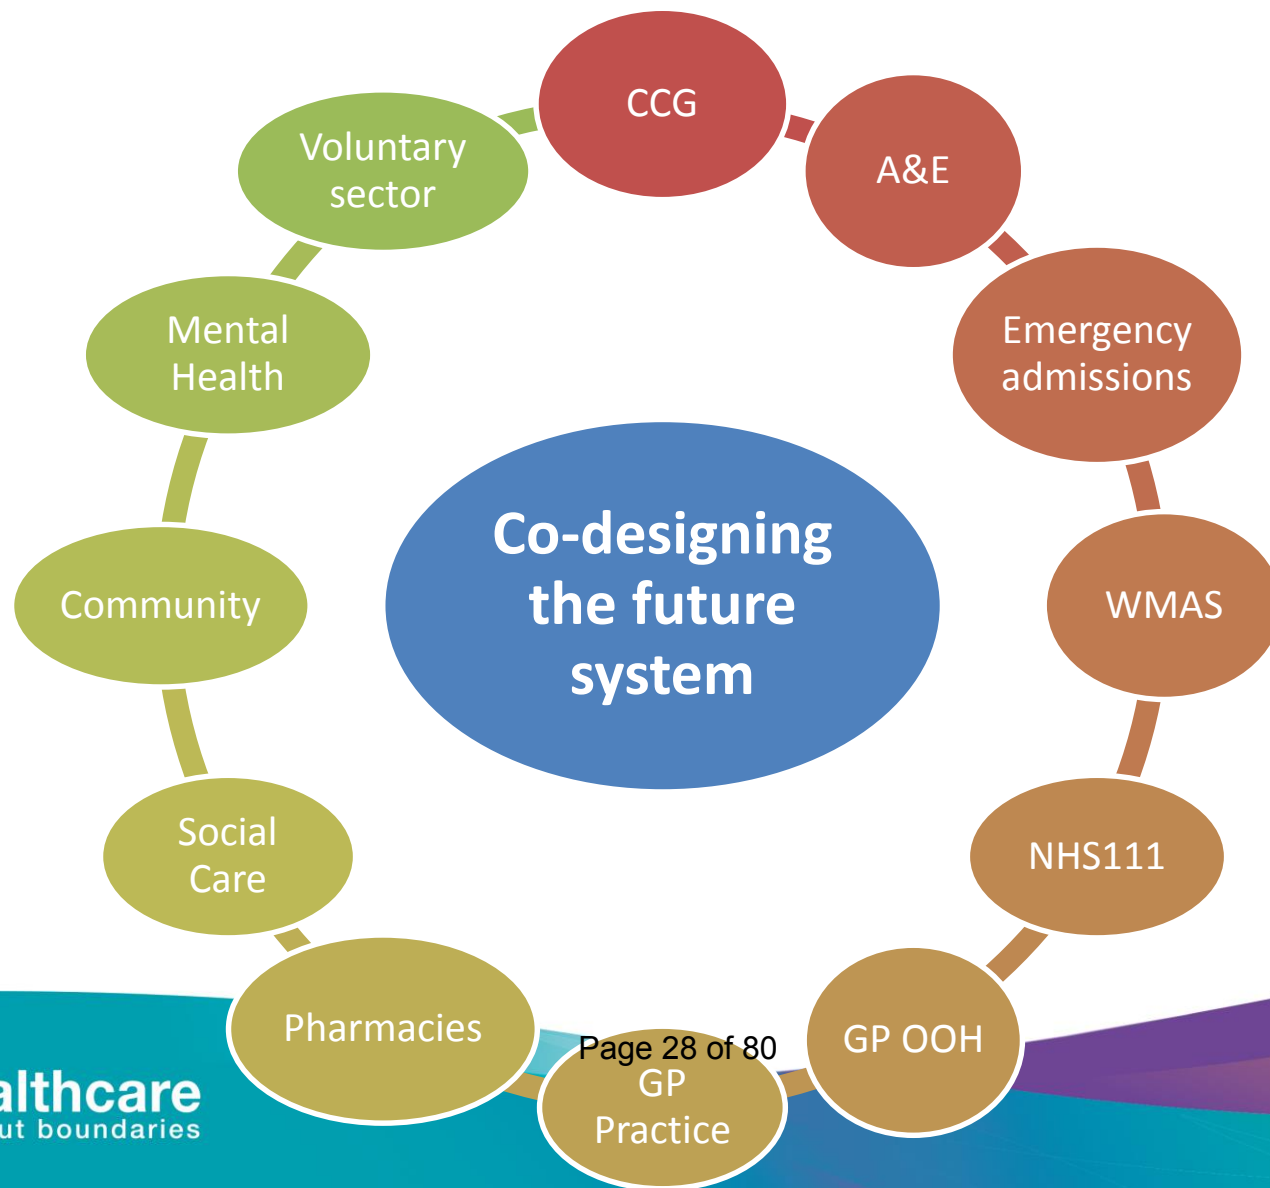 CCG
A&E
Emergency
admissions
WMAS
NHS111
GP OOH
GP
Practice
Pharmacies
Social
Care
Community
Mental
Health
Voluntary
sector
Co-designing
the future
system
Page 28 of 80
althcare
ut boundaries